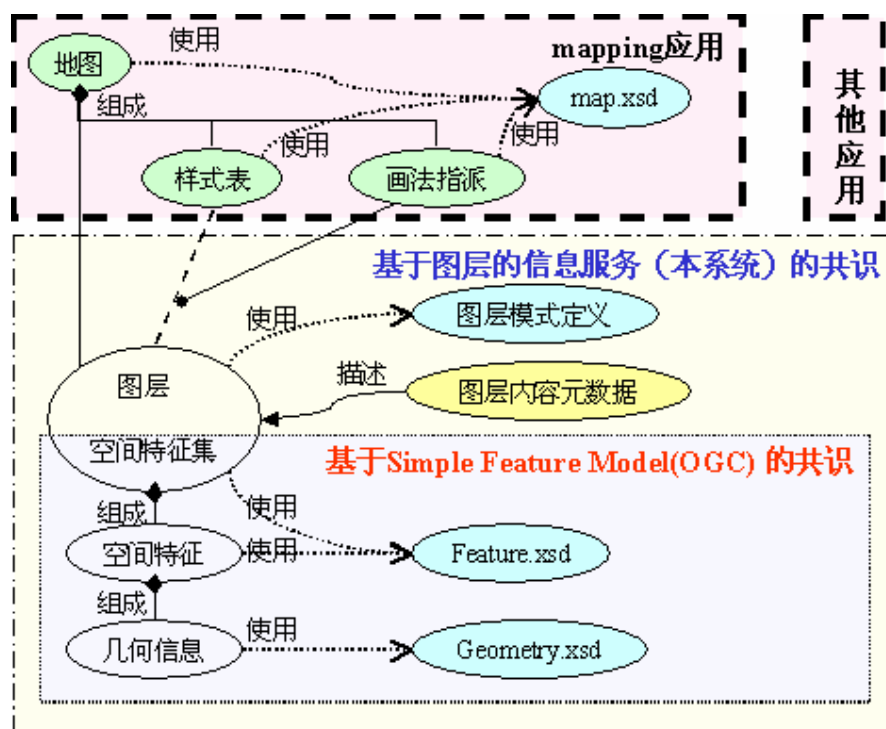 使用
mapping应用
地图
组成
map.xsd
使用
使用
样式表
画法指派
其他应用
基于图层的信息服务（本系统）的共识
使用
图层模式定义
图层
描述
图层内容元数据
空间特征集
基于Simple Feature Model(OGC) 的共识
组成
使用
空间特征
使用
Feature.xsd
组成
几何信息
使用
Geometry.xsd